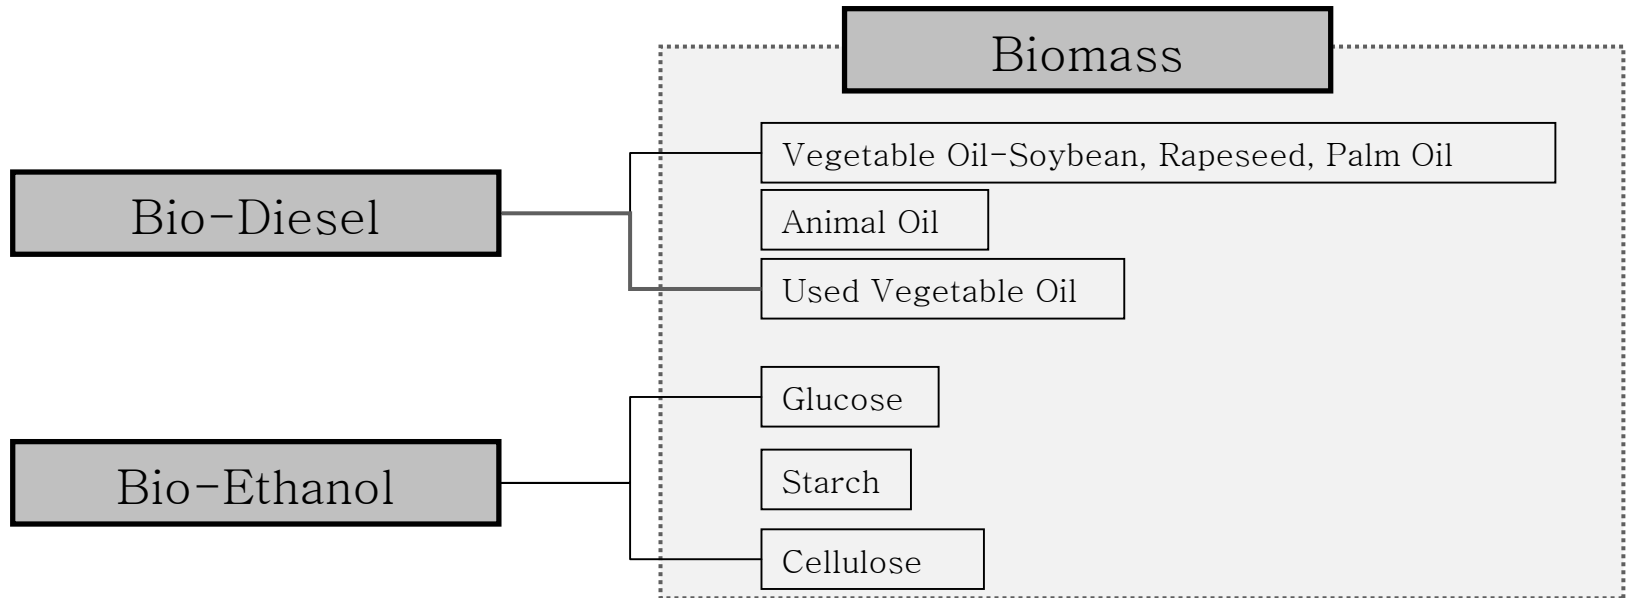 Biomass
Vegetable Oil-Soybean, Rapeseed, Palm Oil
Bio-Diesel
Animal Oil
Used Vegetable Oil
Glucose
Bio-Ethanol
Starch
Cellulose